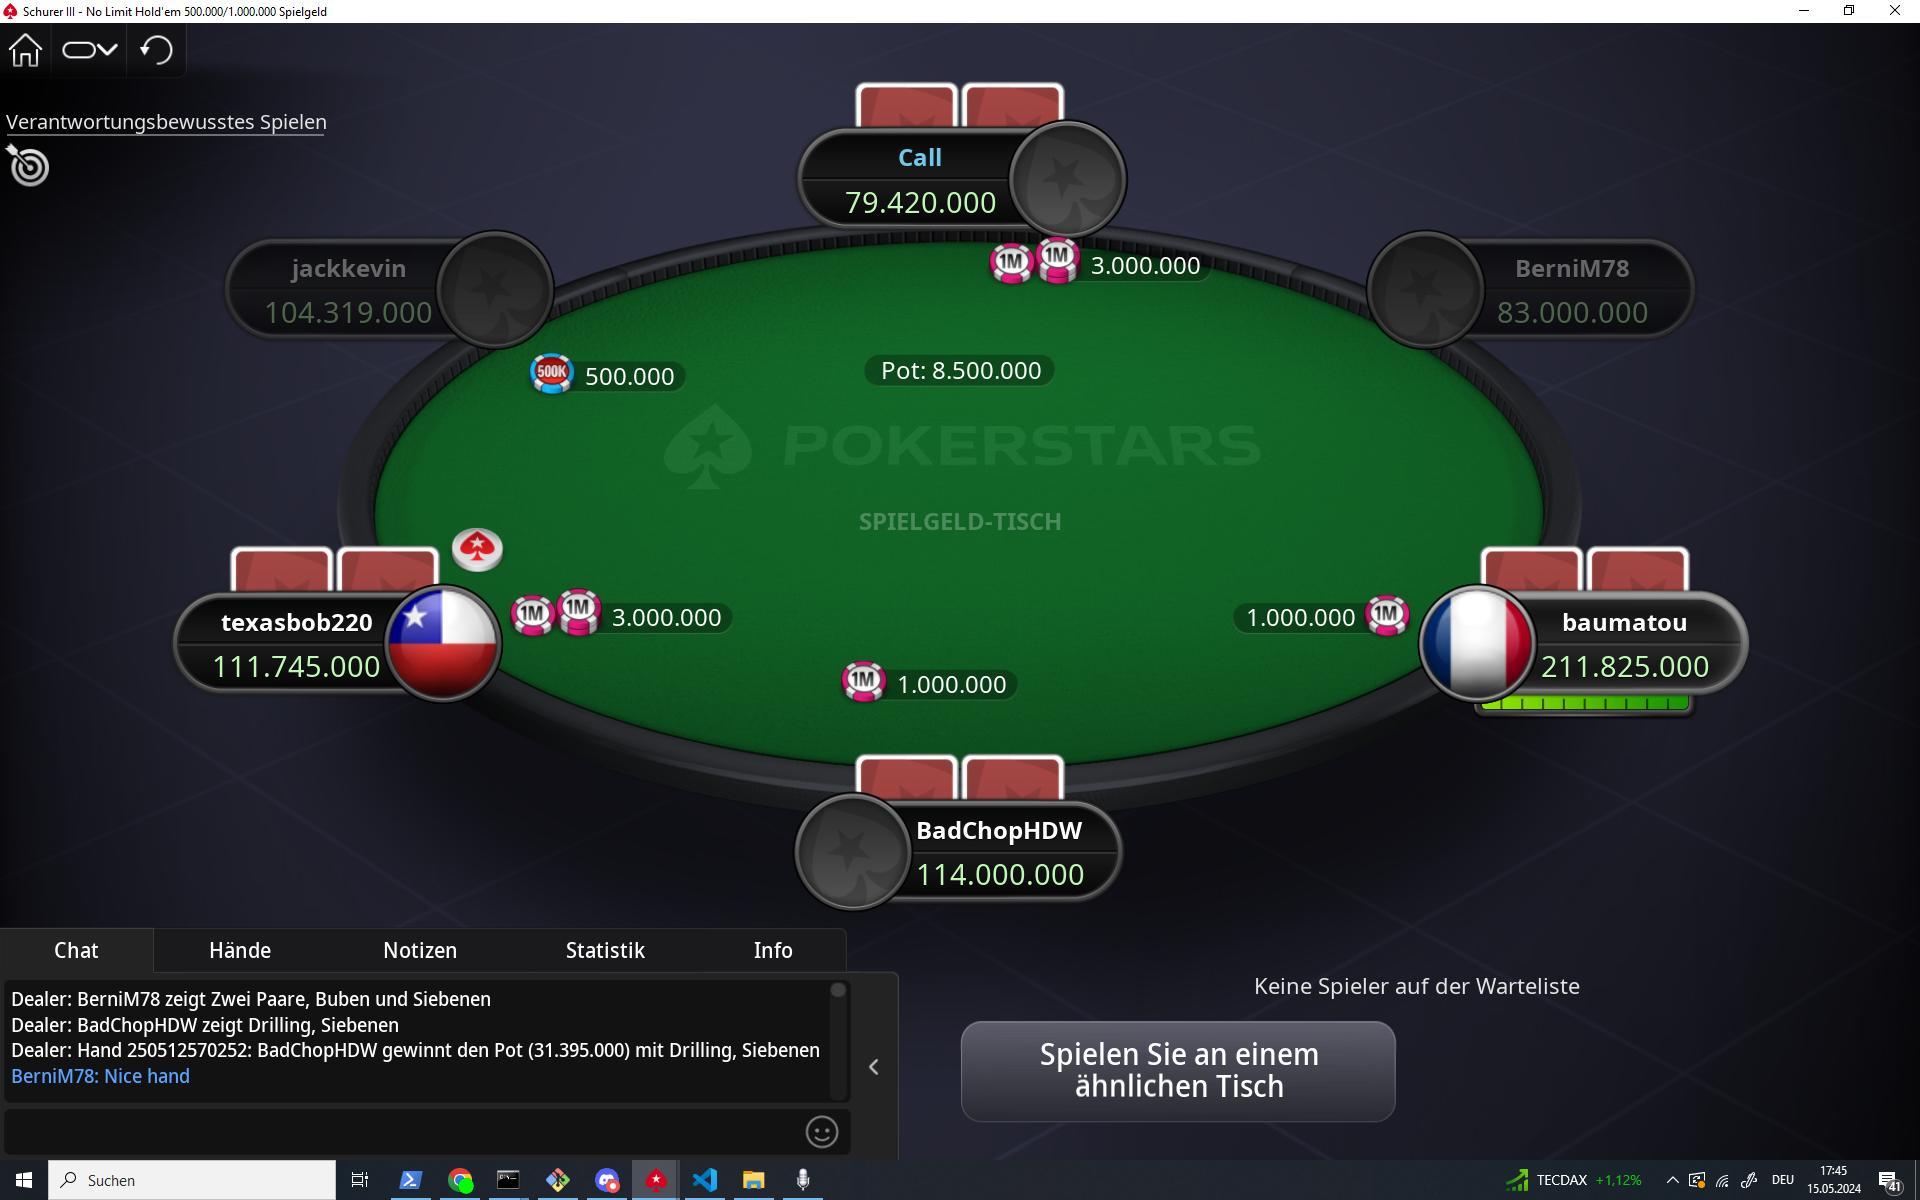 Schurer III - No Limit Hold'em 500.000/1.000.000 Spielgeld
Verantwortungsbewusstes Spielen
Call
79.420.000
jackkevin
104.319.000
BerniM78
83.000.000
1M 1M 3.000.000
500K 500.000
Pot: 8.500.000
POKERSTARS
SPIELGELD-TISCH
texasbob220
111.745.000
1M 1M 3.000.000
1.000.000 1M
baumatou
211.825.000
1M 1.000.000
BadChopHDW
114.000.000
Chat Hände Notizen Statistik Info
Dealer: BerniM78 zeigt Zwei Paare, Buben und Siebenen
Dealer: BadChopHDW zeigt Drilling, Siebenen
Dealer: Hand 250512570252: BadChopHDW gewinnt den Pot (31.395.000) mit Drilling, Siebenen
BerniM78: Nice hand
Keine Spieler auf der Warteliste
Spielen Sie an einem
ähnlichen Tisch
Suchen
TECDAX +1,12%
DEU
17:45
15.05.2024
41